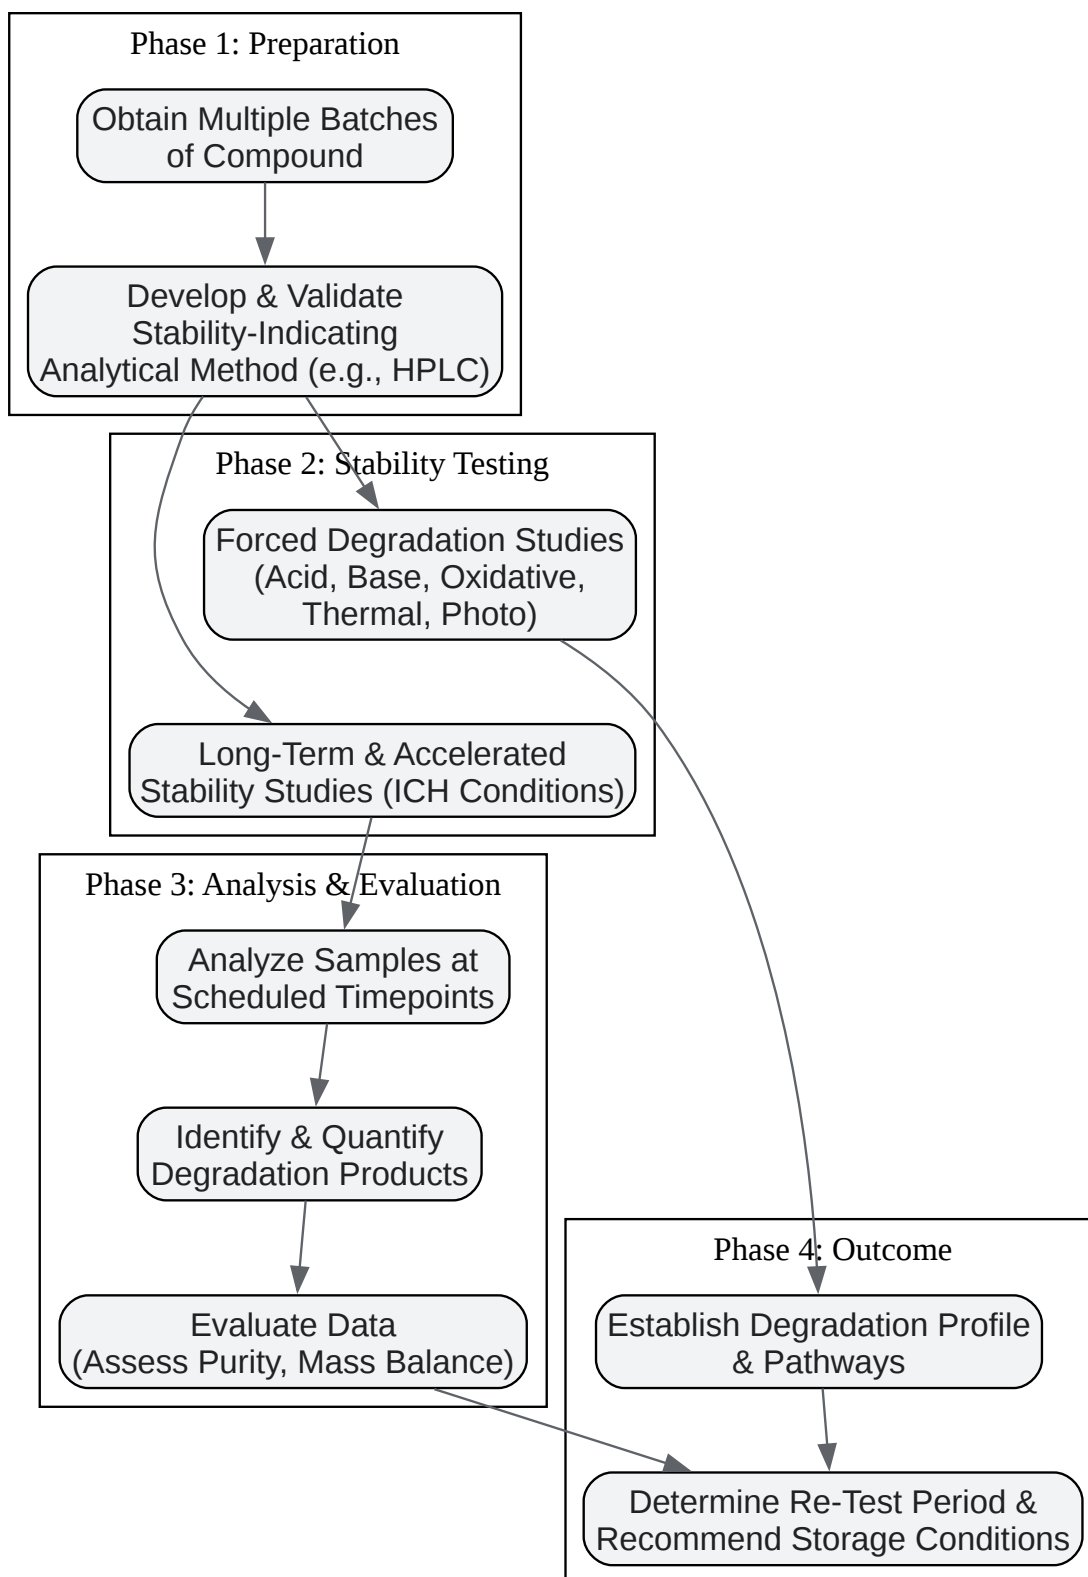 Phase 1: Preparation
Obtain Multiple Batches
of Compound
Develop & Validate
Stability-Indicating
Analytical Method (e.g., HPLC)
Phase 2: Stability Testing
Forced Degradation Studies
(Acid, Base, Oxidative,
Thermal, Photo)
Long-Term & Accelerated
Stability Studies (ICH Conditions)
Phase 3: Analysis & Evaluation
Analyze Samples at
Scheduled Timepoints
Identify & Quantify
Degradation Products
Evaluate Data
(Assess Purity, Mass Balance)
Phase 4: Outcome
Establish Degradation Profile
& Pathways
Determine Re-Test Period &
Recommend Storage Conditions